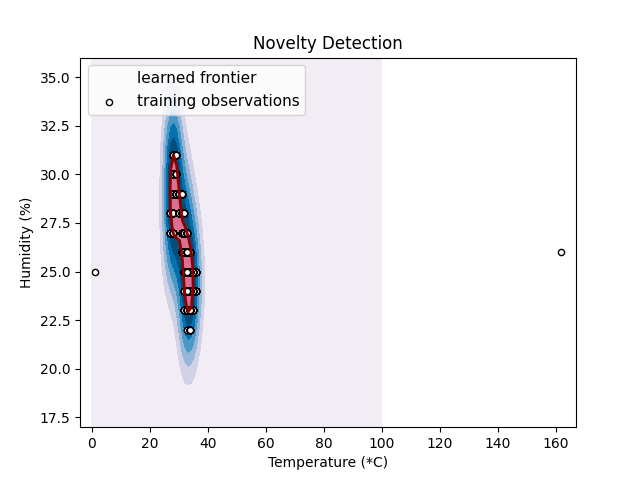 Novelty Detection
learned frontier
training observations
35.0
32.5
30.0
27.5
25.0
22.5
20.0
17.5
Humidity (%)
0 20 40 60 80 100 120 140 160
Temperature (*C)